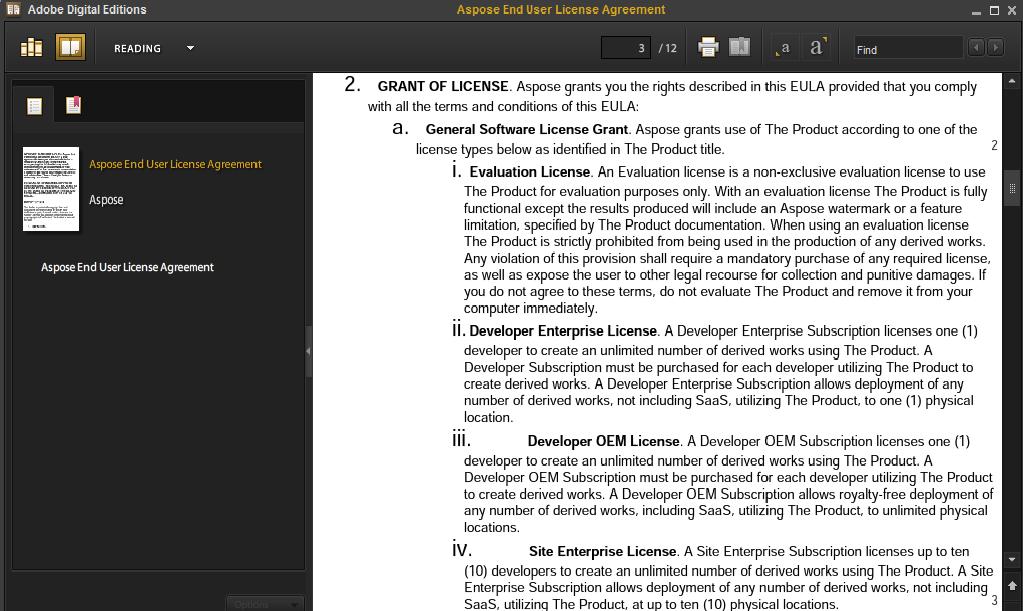 Adobe Digital Editions
Aspose End User License Agreement
READING
3 / 12
a
a
Find
Aspose End User License Agreement
Aspose
Aspose End User License Agreement
Options
2. GRANT OF LICENSE. Aspose grants you the rights described in this EULA provided that you comply
with all the terms and conditions of this EULA:
a. General Software License Grant. Aspose grants use of The Product according to one of the
license types below as identified in The Product title.
2
i. Evaluation License. An Evaluation license is a non-exclusive evaluation license to use
The Product for evaluation purposes only. With an evaluation license The Product is fully
functional except the results produced will include an Aspose watermark or a feature
limitation, specified by The Product documentation. When using an evaluation license
The Product is strictly prohibited from being used in the production of any derived works.
Any violation of this provision shall require a mandatory purchase of any required license,
as well as expose the user to other legal recourse for collection and punitive damages. If
you do not agree to these terms, do not evaluate The Product and remove it from your
computer immediately.
ii. Developer Enterprise License. A Developer Enterprise Subscription licenses one (1)
developer to create an unlimited number of derived works using The Product. A
Developer Subscription must be purchased for each developer utilizing The Product to
create derived works. A Developer Enterprise Subscription allows deployment of any
number of derived works, not including SaaS, utilizing The Product, to one (1) physical
location.
iii. Developer OEM License. A Developer OEM Subscription licenses one (1)
developer to create an unlimited number of derived works using The Product. A
Developer OEM Subscription must be purchased for each developer utilizing The Product
to create derived works. A Developer OEM Subscription allows royalty-free deployment of
any number of derived works, including SaaS, utilizing The Product, to unlimited physical
locations.
iv. Site Enterprise License. A Site Enterprise Subscription licenses up to ten
(10) developers to create an unlimited number of derived works using The Product. A Site
Enterprise Subscription allows deployment of any number of derived works, not including
SaaS, utilizing The Product, at up to ten (10) physical locations.
3